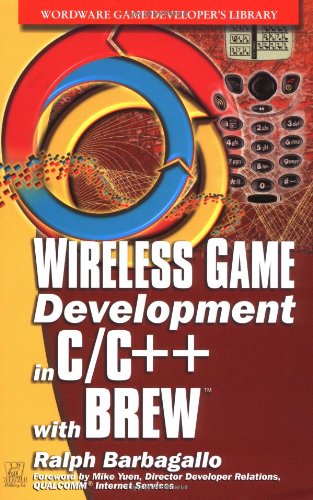 WORDWARE GAME DEVELOPER'S LIBRARY
WIRELESS GAME
Development
in C/C++
with BREW™
Ralph Barbagallo
Foreword by Mike Yuen, Director Developer Relations,
QUALCOMM® Internet Services